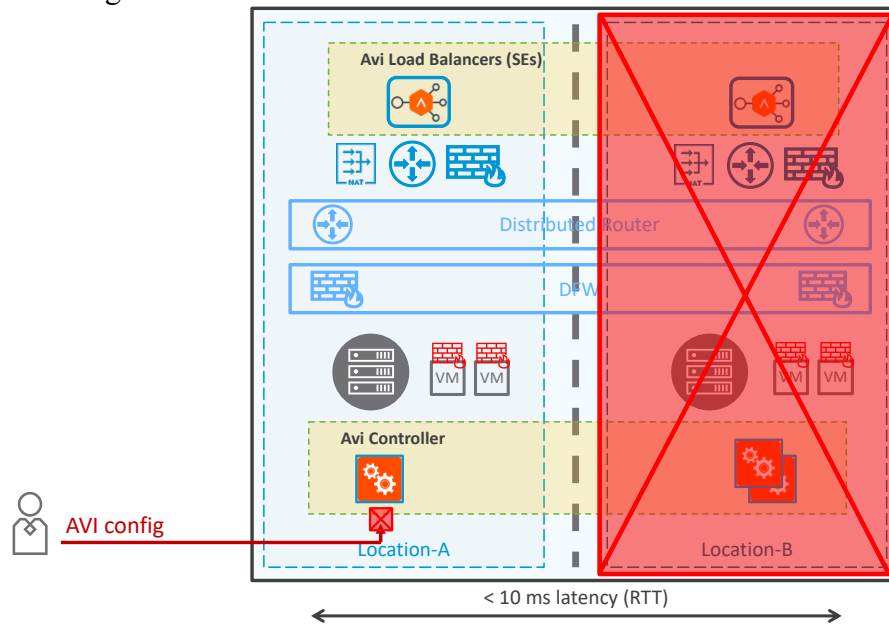 Avi Load Balancers (SEs)
NAT
NAT
Distributed Router
DFW
VM
VM
VM
VM
Avi Controller
AVI config
Location-A
Location-B
< 10 ms latency (RTT)